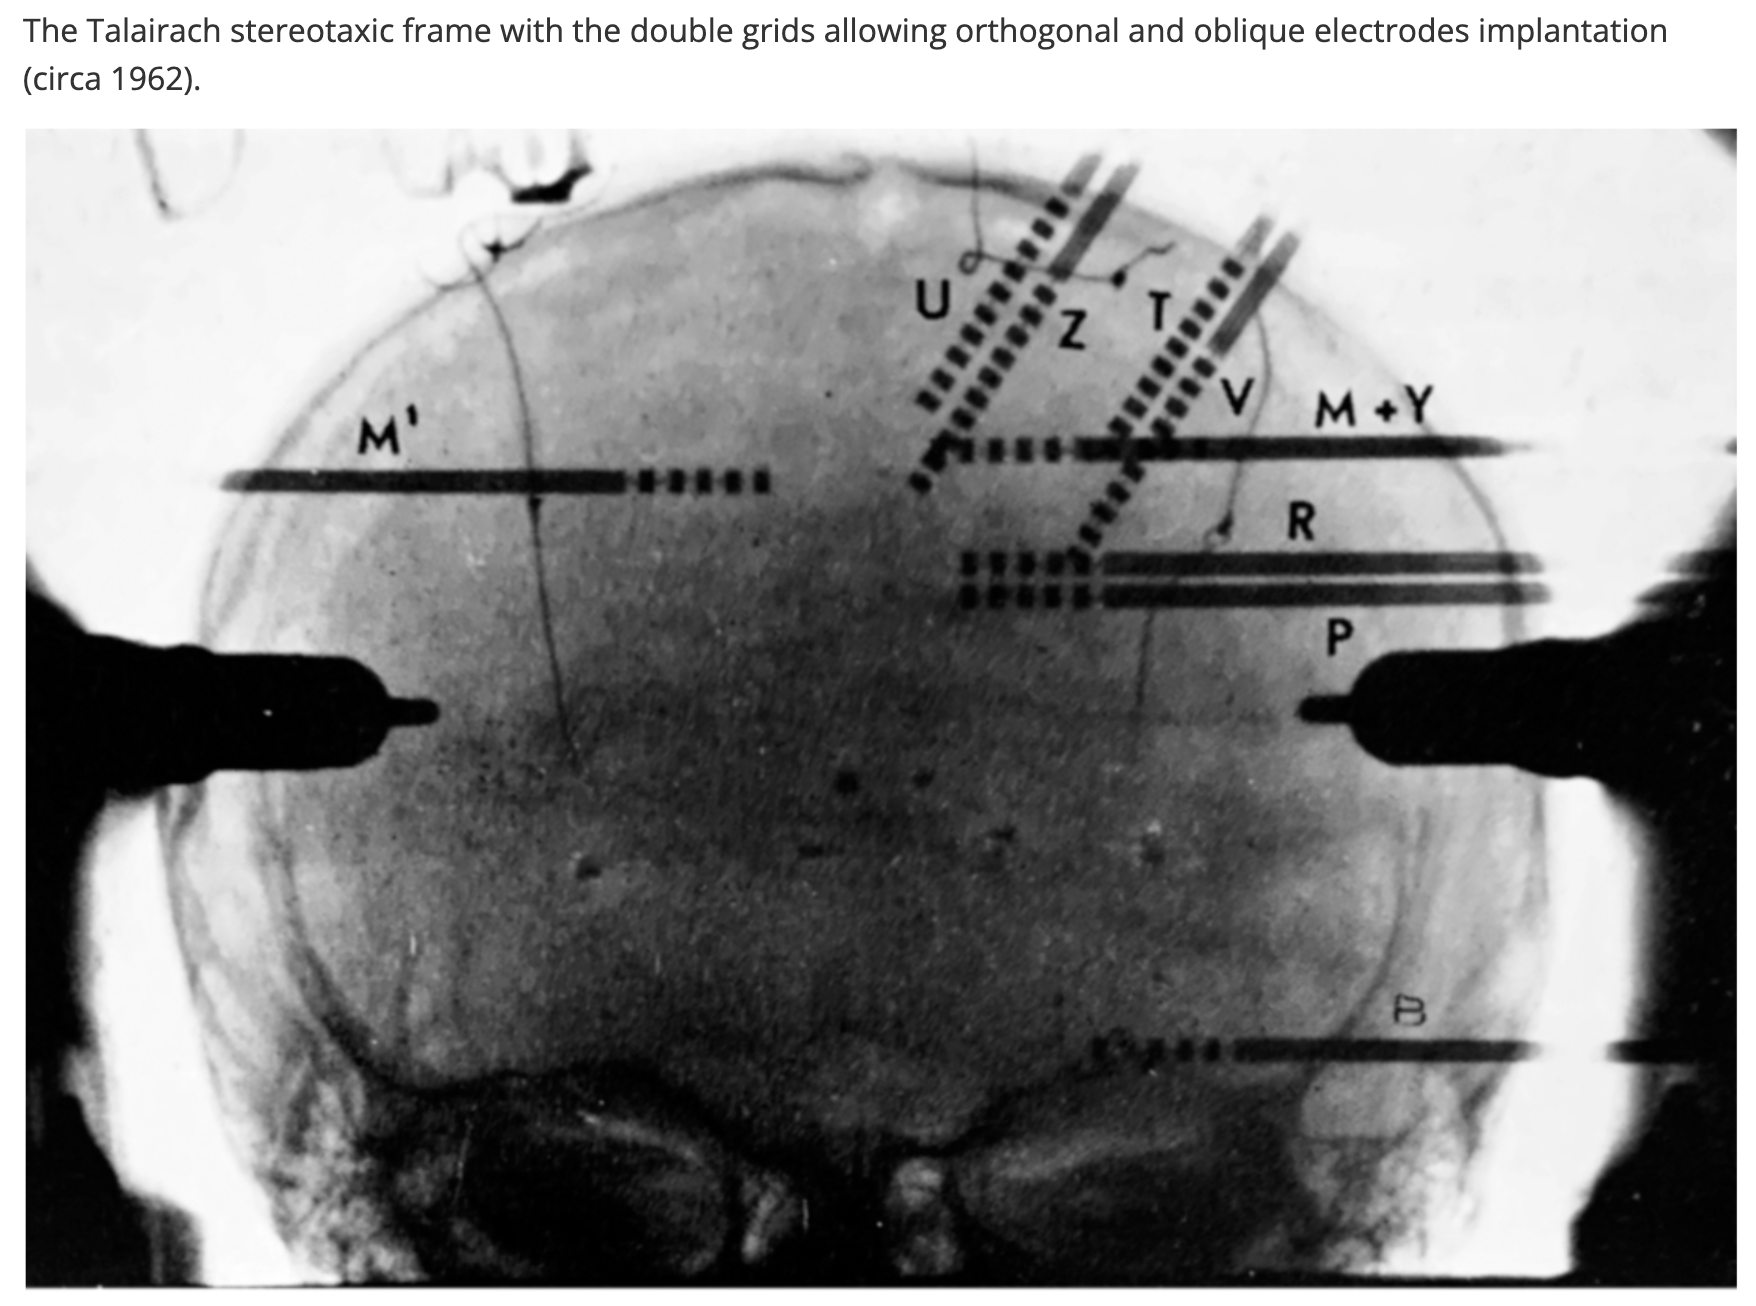 The Talairach stereotaxic frame with the double grids allowing orthogonal and oblique electrodes implantation
(circa 1962).
U
Z
T
V
M + Y
M'
R
P
B